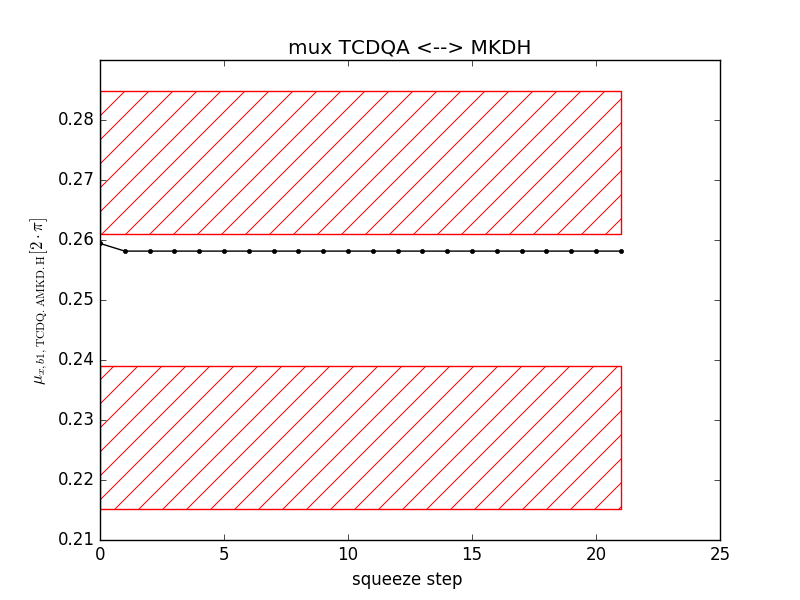 mux TCDQA <--> MKDH
0.28
0.27
0.26
0.25
0.24
0.23
0.22
0.21
μx, b1, TCDQ. AMKD. H [2 · π]
0 5 10 15 20 25
squeeze step